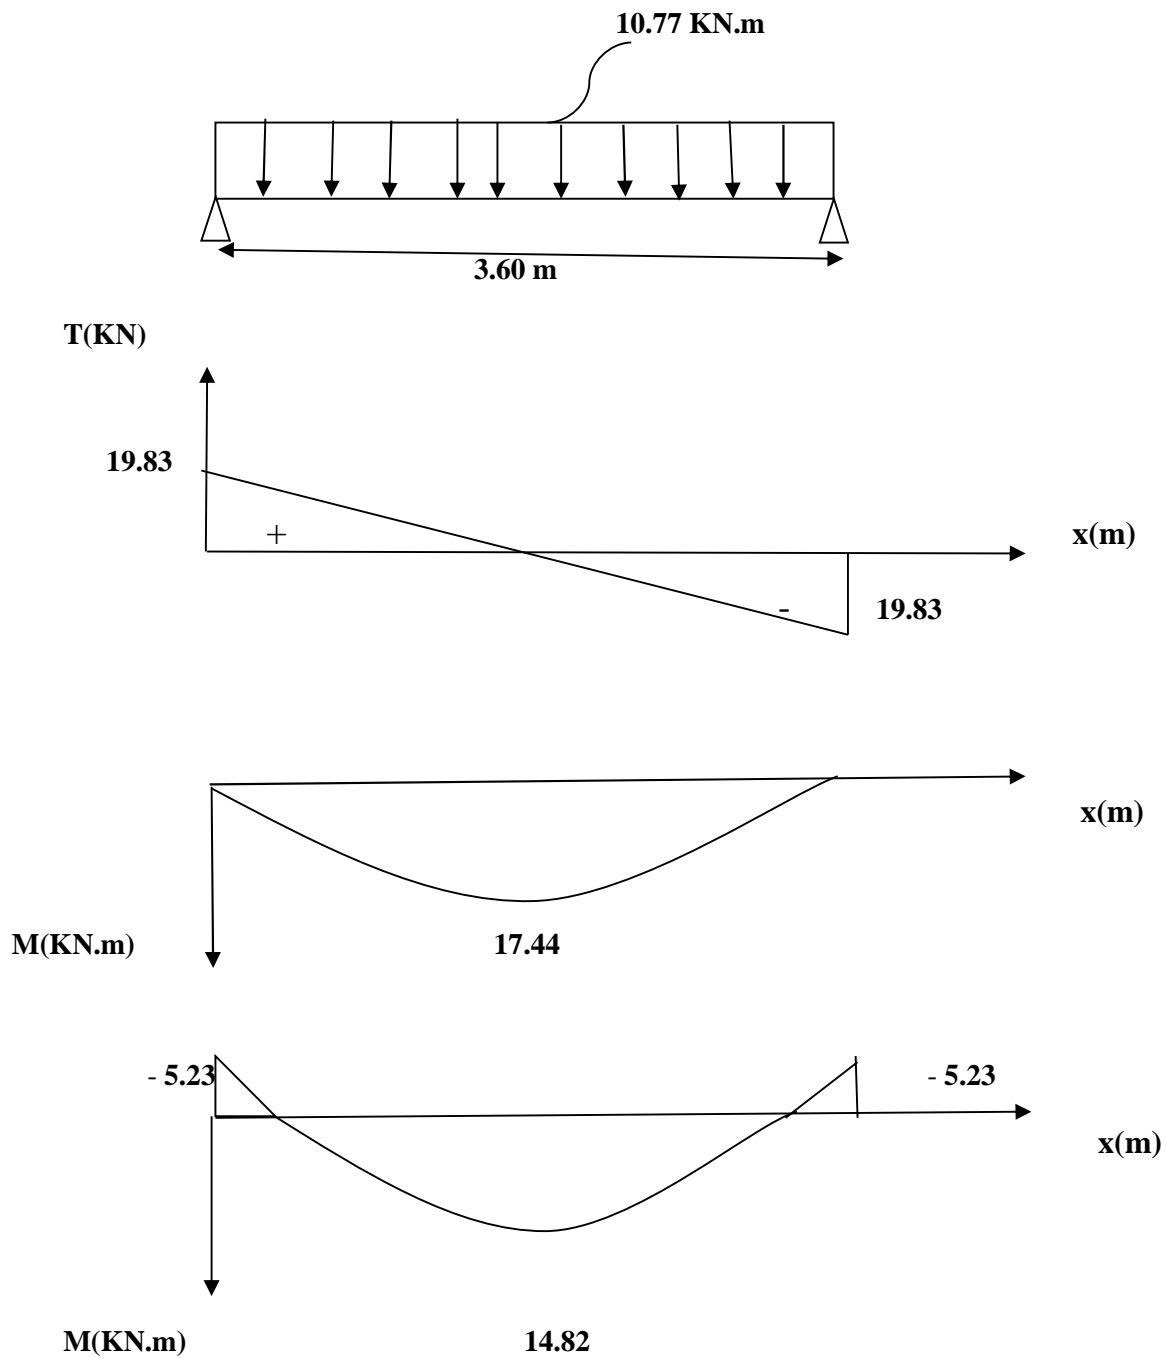 10.77 KN.m
3.60 m
T(KN)
19.83
+
x(m)
-
19.83
x(m)
M(KN.m)
17.44
- 5.23
- 5.23
x(m)
M(KN.m)
14.82